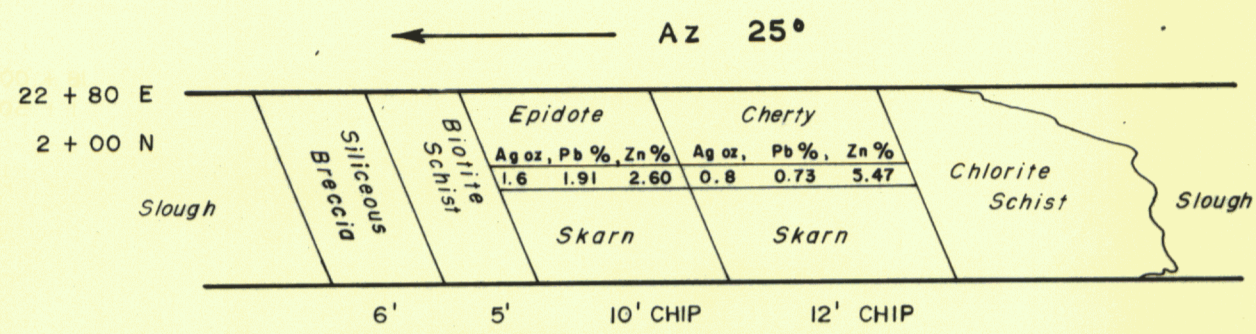 Az 25°
22 + 80 E
2 + 00 N
Slough
Siliceous
Breccia
Biotite
Schist
Epidote
Ag oz, Pb %, Zn %
1.6 1.91 2.60
Skarn
Cherty
Ag oz, Pb %, Zn %
0.8 0.73 5.47
Skarn
Chlorite
Schist
Slough
6' 5' 10' CHIP 12' CHIP